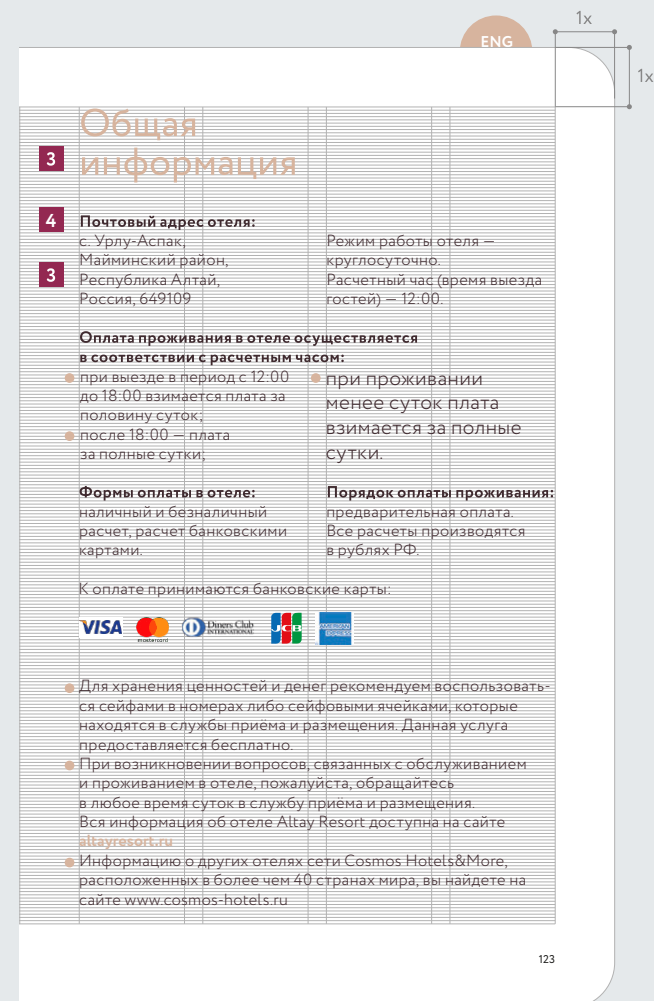 1x
ENG
1x
Общая
3
информация
4
Почтовый адрес отеля:
с. Урлу-Аспак,
Майминский район,
3
Республика Алтай,
Россия, 649109
Режим работы отеля —
круглосуточно.
Расчетный час (время выезда
гостей) — 12:00.
Оплата проживания в отеле осуществляется
в соответствии с расчетным часом:
при выезде в период с 12:00
до 18:00 взимается плата за
половину суток;
после 18:00 — плата
за полные сутки;
при проживании
менее суток плата
взимается за полные
сутки.
Формы оплаты в отеле:
наличный и безналичный
расчет, расчет банковскими
картами.
Порядок оплаты проживания:
предварительная оплата.
Все расчеты производятся
в рублях РФ.
К оплате принимаются банковские карты:
VISA
mastercard
Diners Club
INTERNATIONAL
JCB
AMERICAN
EXPRESS
Для хранения ценностей и денег рекомендуем воспользовать-
ся сейфами в номерах либо сейфовыми ячейками, которые
находятся в службы приёма и размещения. Данная услуга
предоставляется бесплатно.
При возникновении вопросов, связанных с обслуживанием
и проживанием в отеле, пожалуйста, обращайтесь
в любое время суток в службу приёма и размещения.
Вся информация об отеле Altay Resort доступна на сайте
altayresort.ru
Информацию о других отелях сети Cosmos Hotels&More,
расположенных в более чем 40 странах мира, вы найдете на
сайте www.cosmos-hotels.ru
123